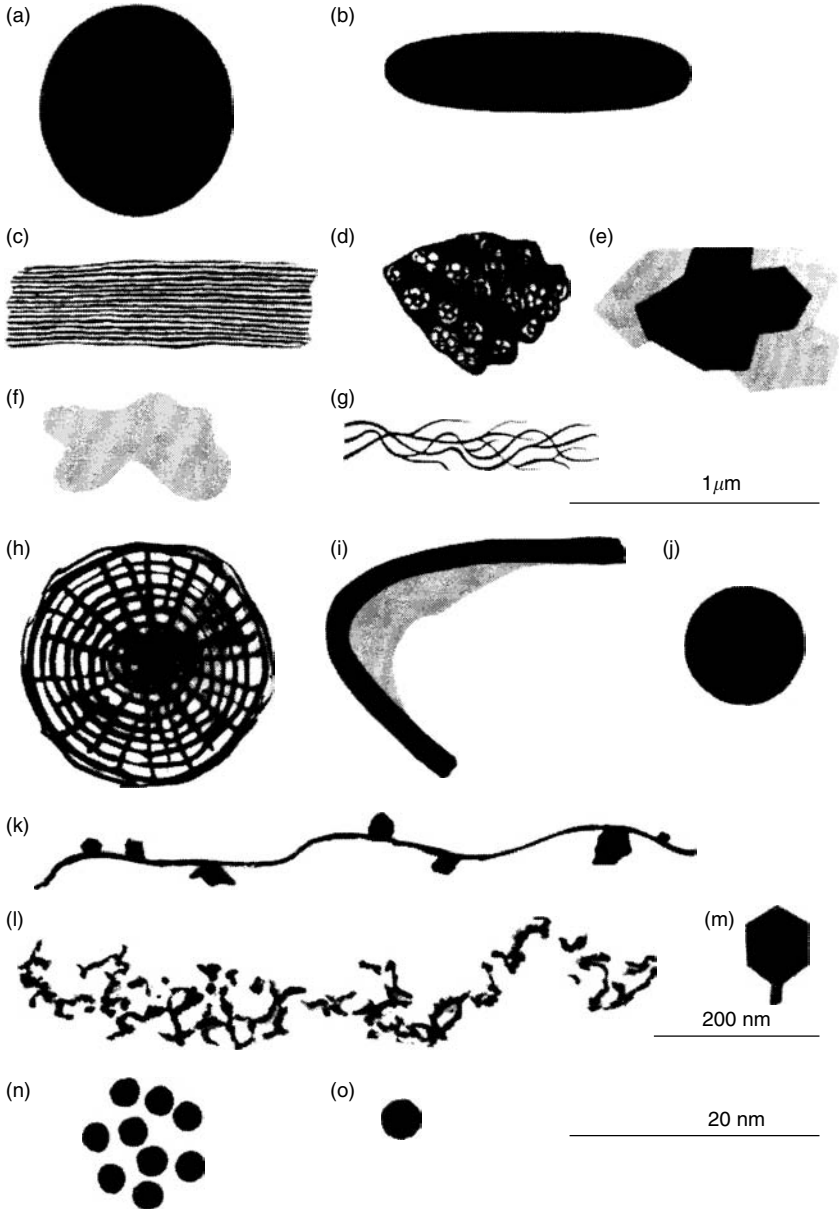 (a)
(b)
(c)
(d)
(e)
(f)
(g)
1μm
(h)
(i)
(j)
(k)
(l)
(m)
200 nm
(n)
(o)
20 nm